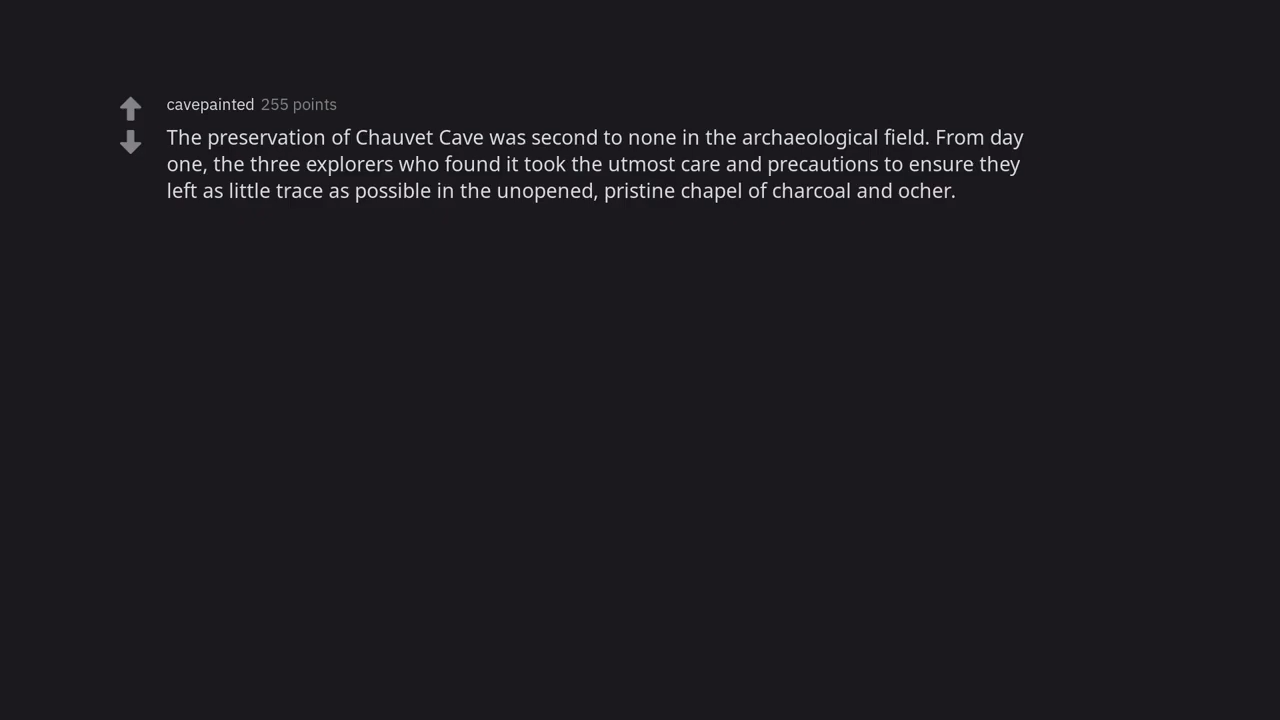 cavepainted 255 points
The preservation of Chauvet Cave was second to none in the archaeological field. From day
one, the three explorers who found it took the utmost care and precautions to ensure they
left as little trace as possible in the unopened, pristine chapel of charcoal and ocher.